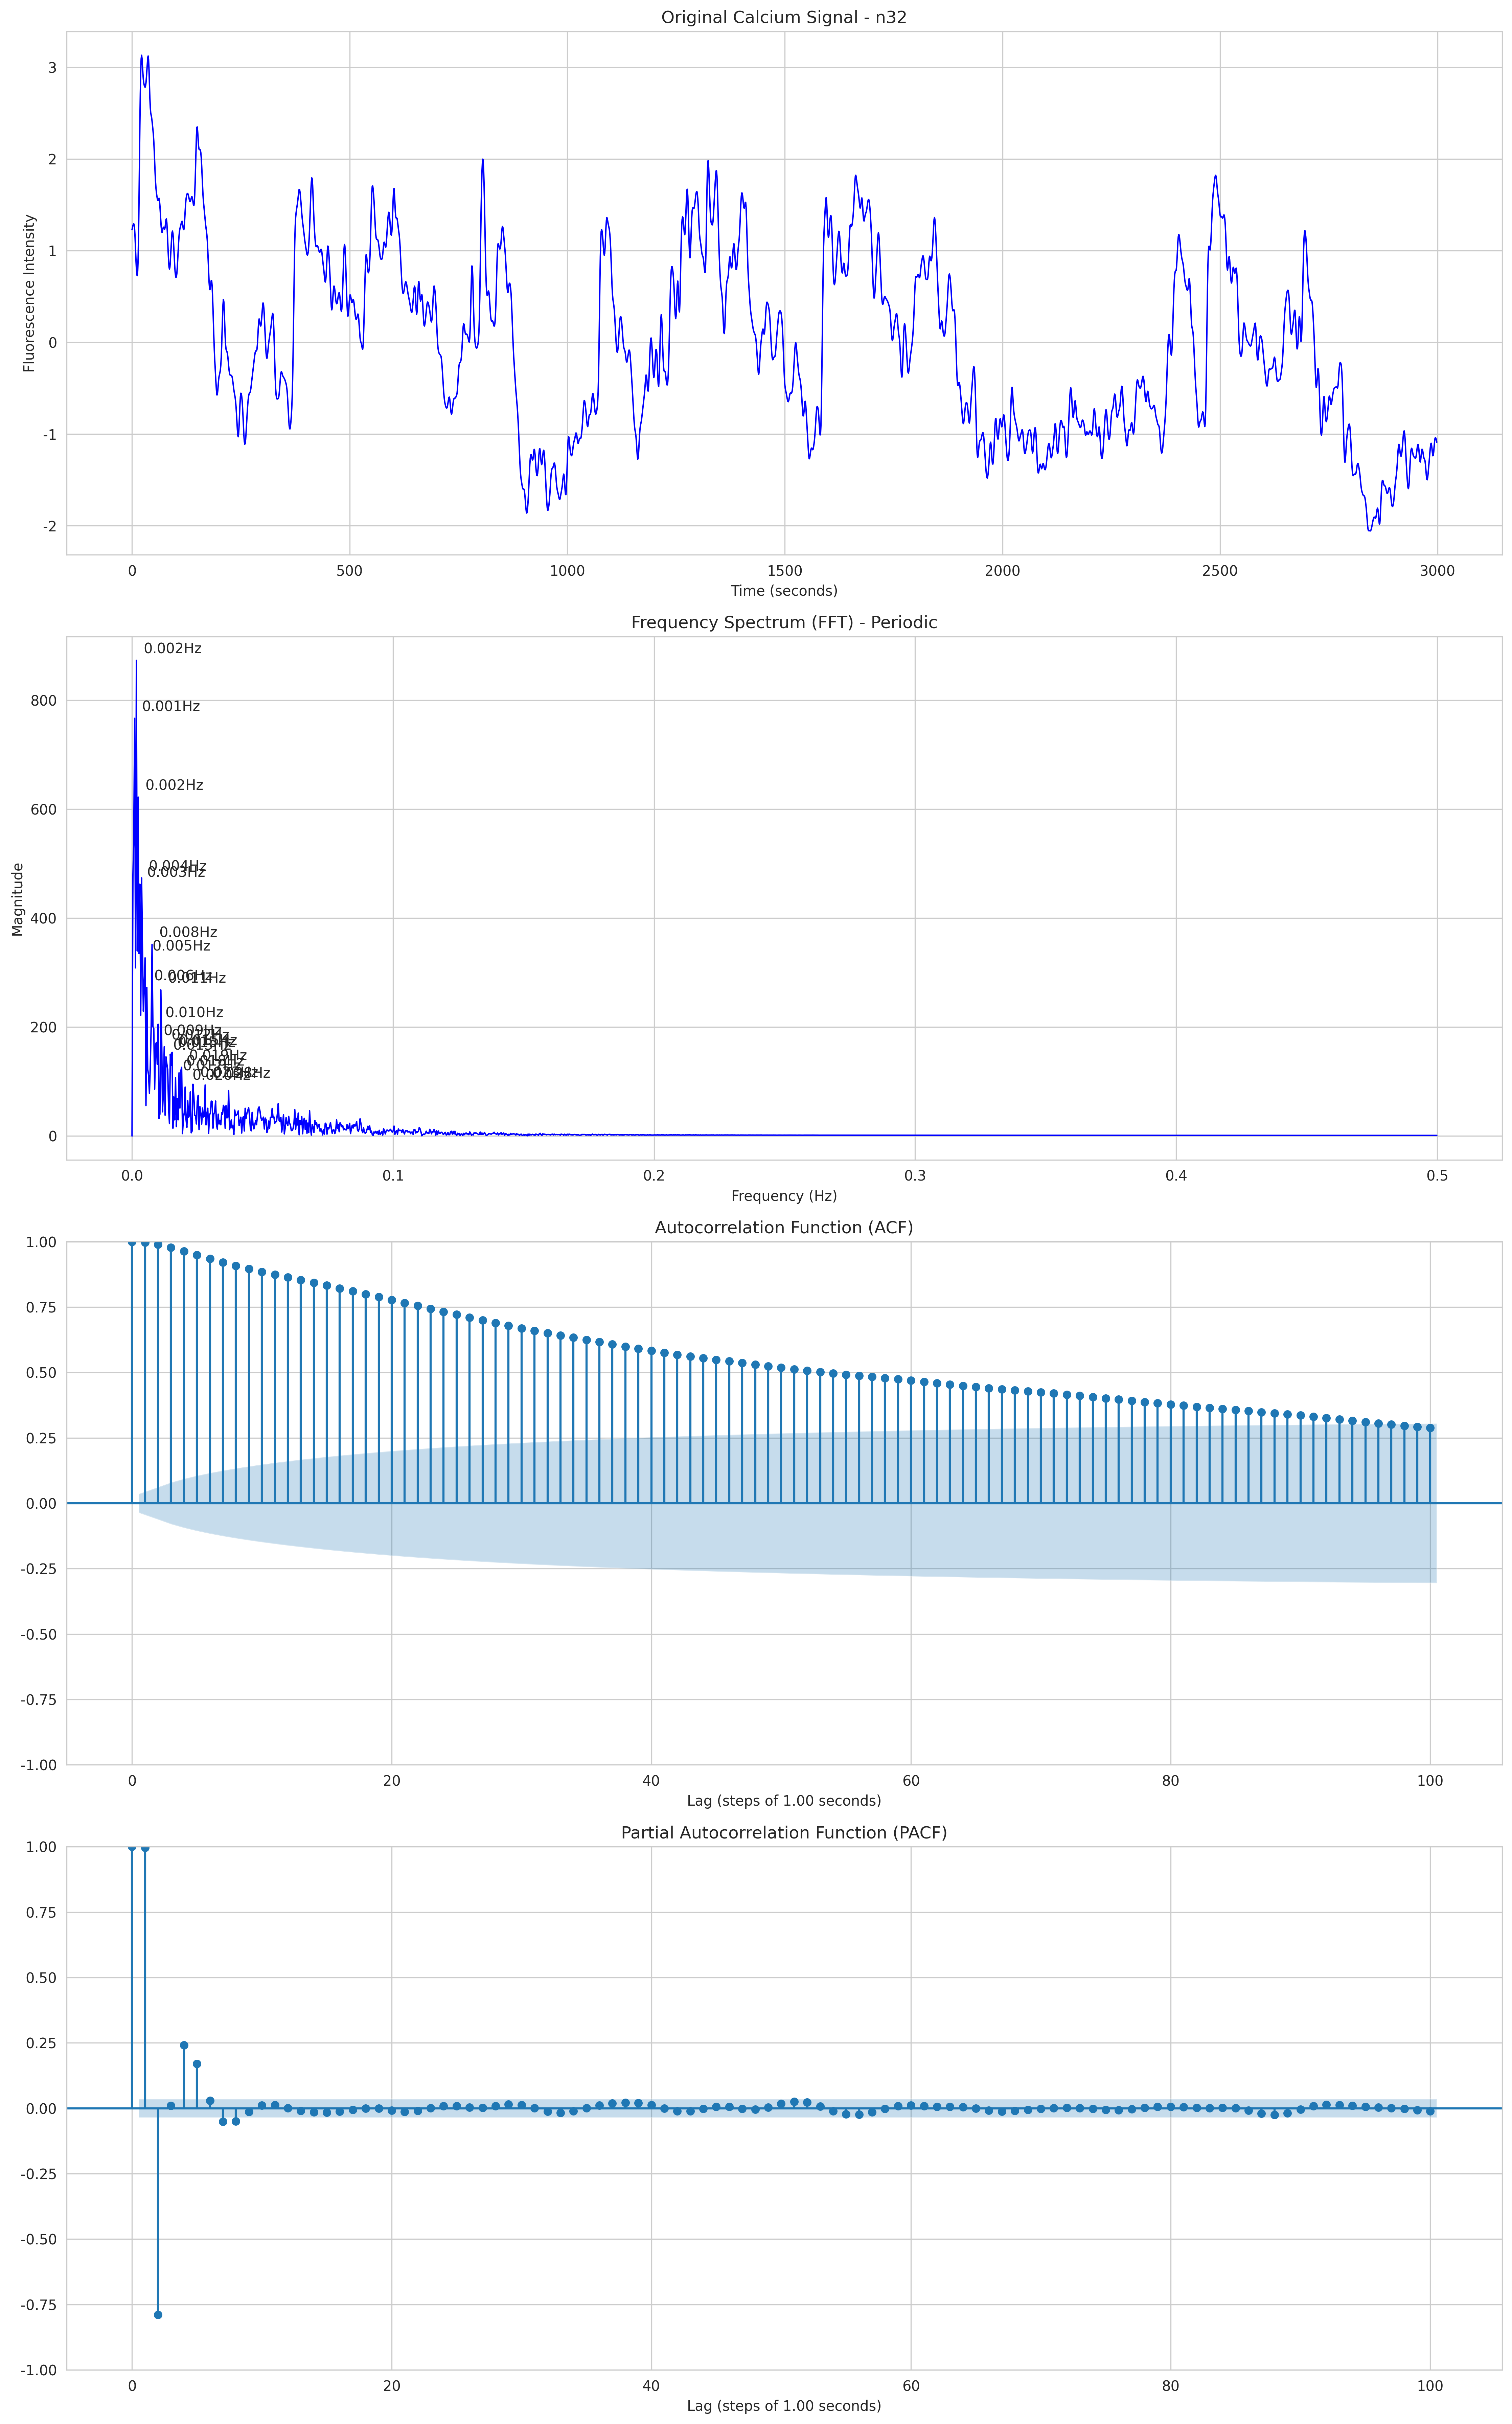 Original Calcium Signal - n32
Fluorescence Intensity
3
2
1
0
-1
-2
0 500 1000 1500 2000 2500 3000
Time (seconds)
Frequency Spectrum (FFT) - Periodic
Magnitude
800
600
400
200
0
0.002Hz
0.001Hz
0.002Hz
0.004Hz
0.003Hz
0.008Hz
0.005Hz
0.006Hz
0.011Hz
0.010Hz
0.009Hz
0.019Hz
0.020Hz
0.0 0.1 0.2 0.3 0.4 0.5
Frequency (Hz)
Autocorrelation Function (ACF)
1.00
0.75
0.50
0.25
0.00
-0.25
-0.50
-0.75
-1.00
0 20 40 60 80 100
Lag (steps of 1.00 seconds)
Partial Autocorrelation Function (PACF)
1.00
0.75
0.50
0.25
0.00
-0.25
-0.50
-0.75
-1.00
0 20 40 60 80 100
Lag (steps of 1.00 seconds)